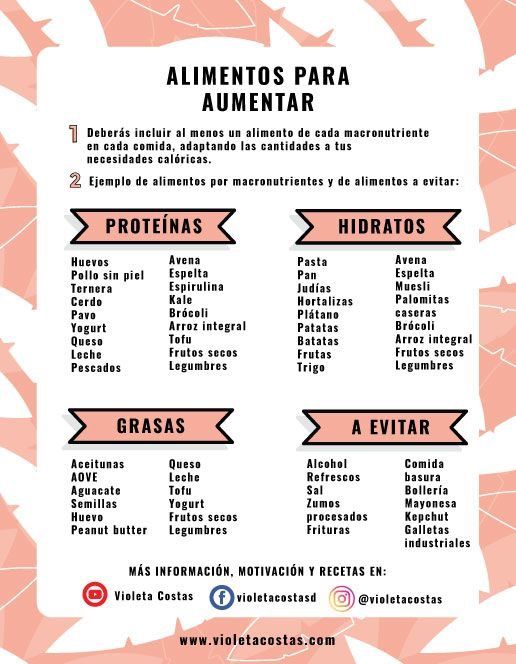 ALIMENTOS PARA
AUMENTAR
1 Deberás incluir al menos un alimento de cada macronutriente
en cada comida, adaptando las cantidades a tus
necesidades calóricas.
2 Ejemplo de alimentos por macronutrientes y de alimentos a evitar:
PROTEÍNAS
Huevos
Pollo sin piel
Ternera
Cerdo
Pavo
Yogurt
Queso
Leche
Pescados
Avena
Espelta
Espirulina
Kale
Brócoli
Arroz integral
Tofu
Frutos secos
Legumbres
HIDRATOS
Pasta
Pan
Judías
Hortalizas
Plátano
Patatas
Batatas
Frutas
Trigo
Avena
Espelta
Muesli
Palomitas
caseras
Brócoli
Arroz integral
Frutos secos
Legumbres
GRASAS
Aceitunas
AOVE
Aguacate
Semillas
Huevo
Peanut butter
Queso
Leche
Tofu
Yogurt
Frutos secos
Legumbres
A EVITAR
Alcohol
Refrescos
Sal
Zumos
procesados
Frituras
Comida
basura
Bollería
Mayonesa
Kepchut
Galletas
industriales
MÁS INFORMACIÓN, MOTIVACIÓN Y RECETAS EN:
Violeta Costas
violetacostasd
@violetacostas
www.violetacostas.com